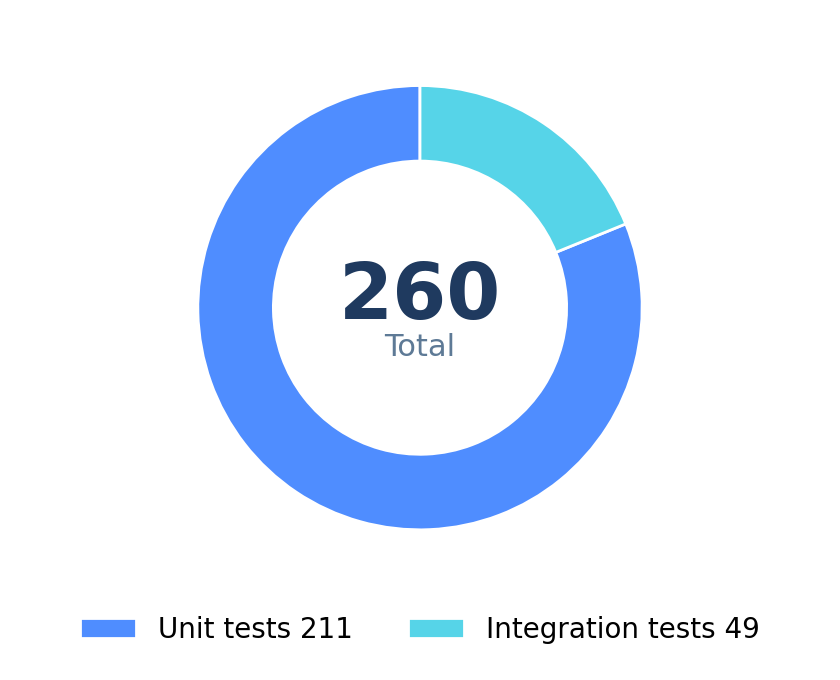 260
Total
Unit tests 211
Integration tests 49